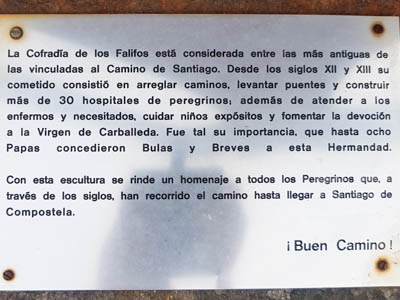 La Cofradía de los Falifos está considerada entre las más antiguas de
las vinculadas al Camino de Santiago. Desde los siglos XII y XIII su
cometido consistió en arreglar caminos, levantar puentes y construir
más de 30 hospitales de peregrinos; además de atender a los
enfermos y necesitados, cuidar niños expósitos y fomentar la devoción
a la Virgen de Carballeda. Fue tal su importancia, que hasta ocho
Papas concedieron Bulas y Breves a esta Hermandad.
Con esta escultura se rinde un homenaje a todos los Peregrinos que, a
través de los siglos, han recorrido el camino hasta llegar a Santiago de
Compostela.
¡Buen Camino!